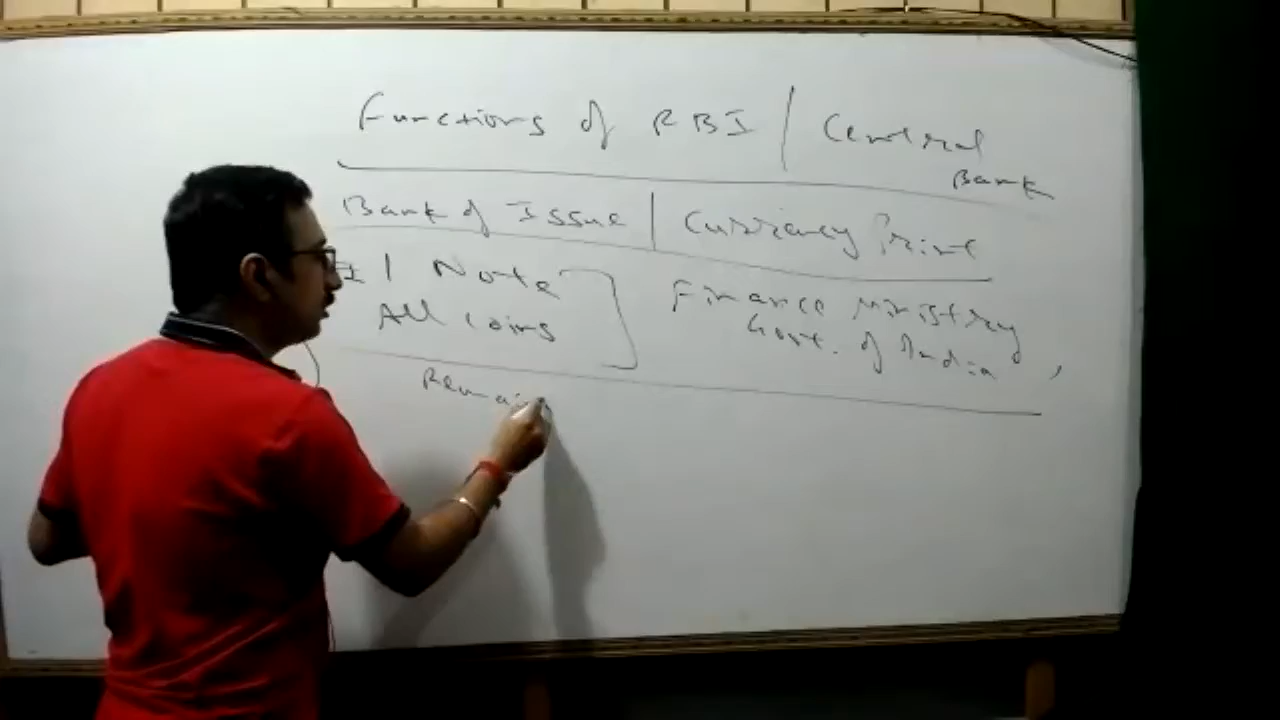 Functions of RBI / Central
Bank
Bank of Issue | Currency Print
1 Note
All Coins
Finance Ministry
Govt. of India,
Remain